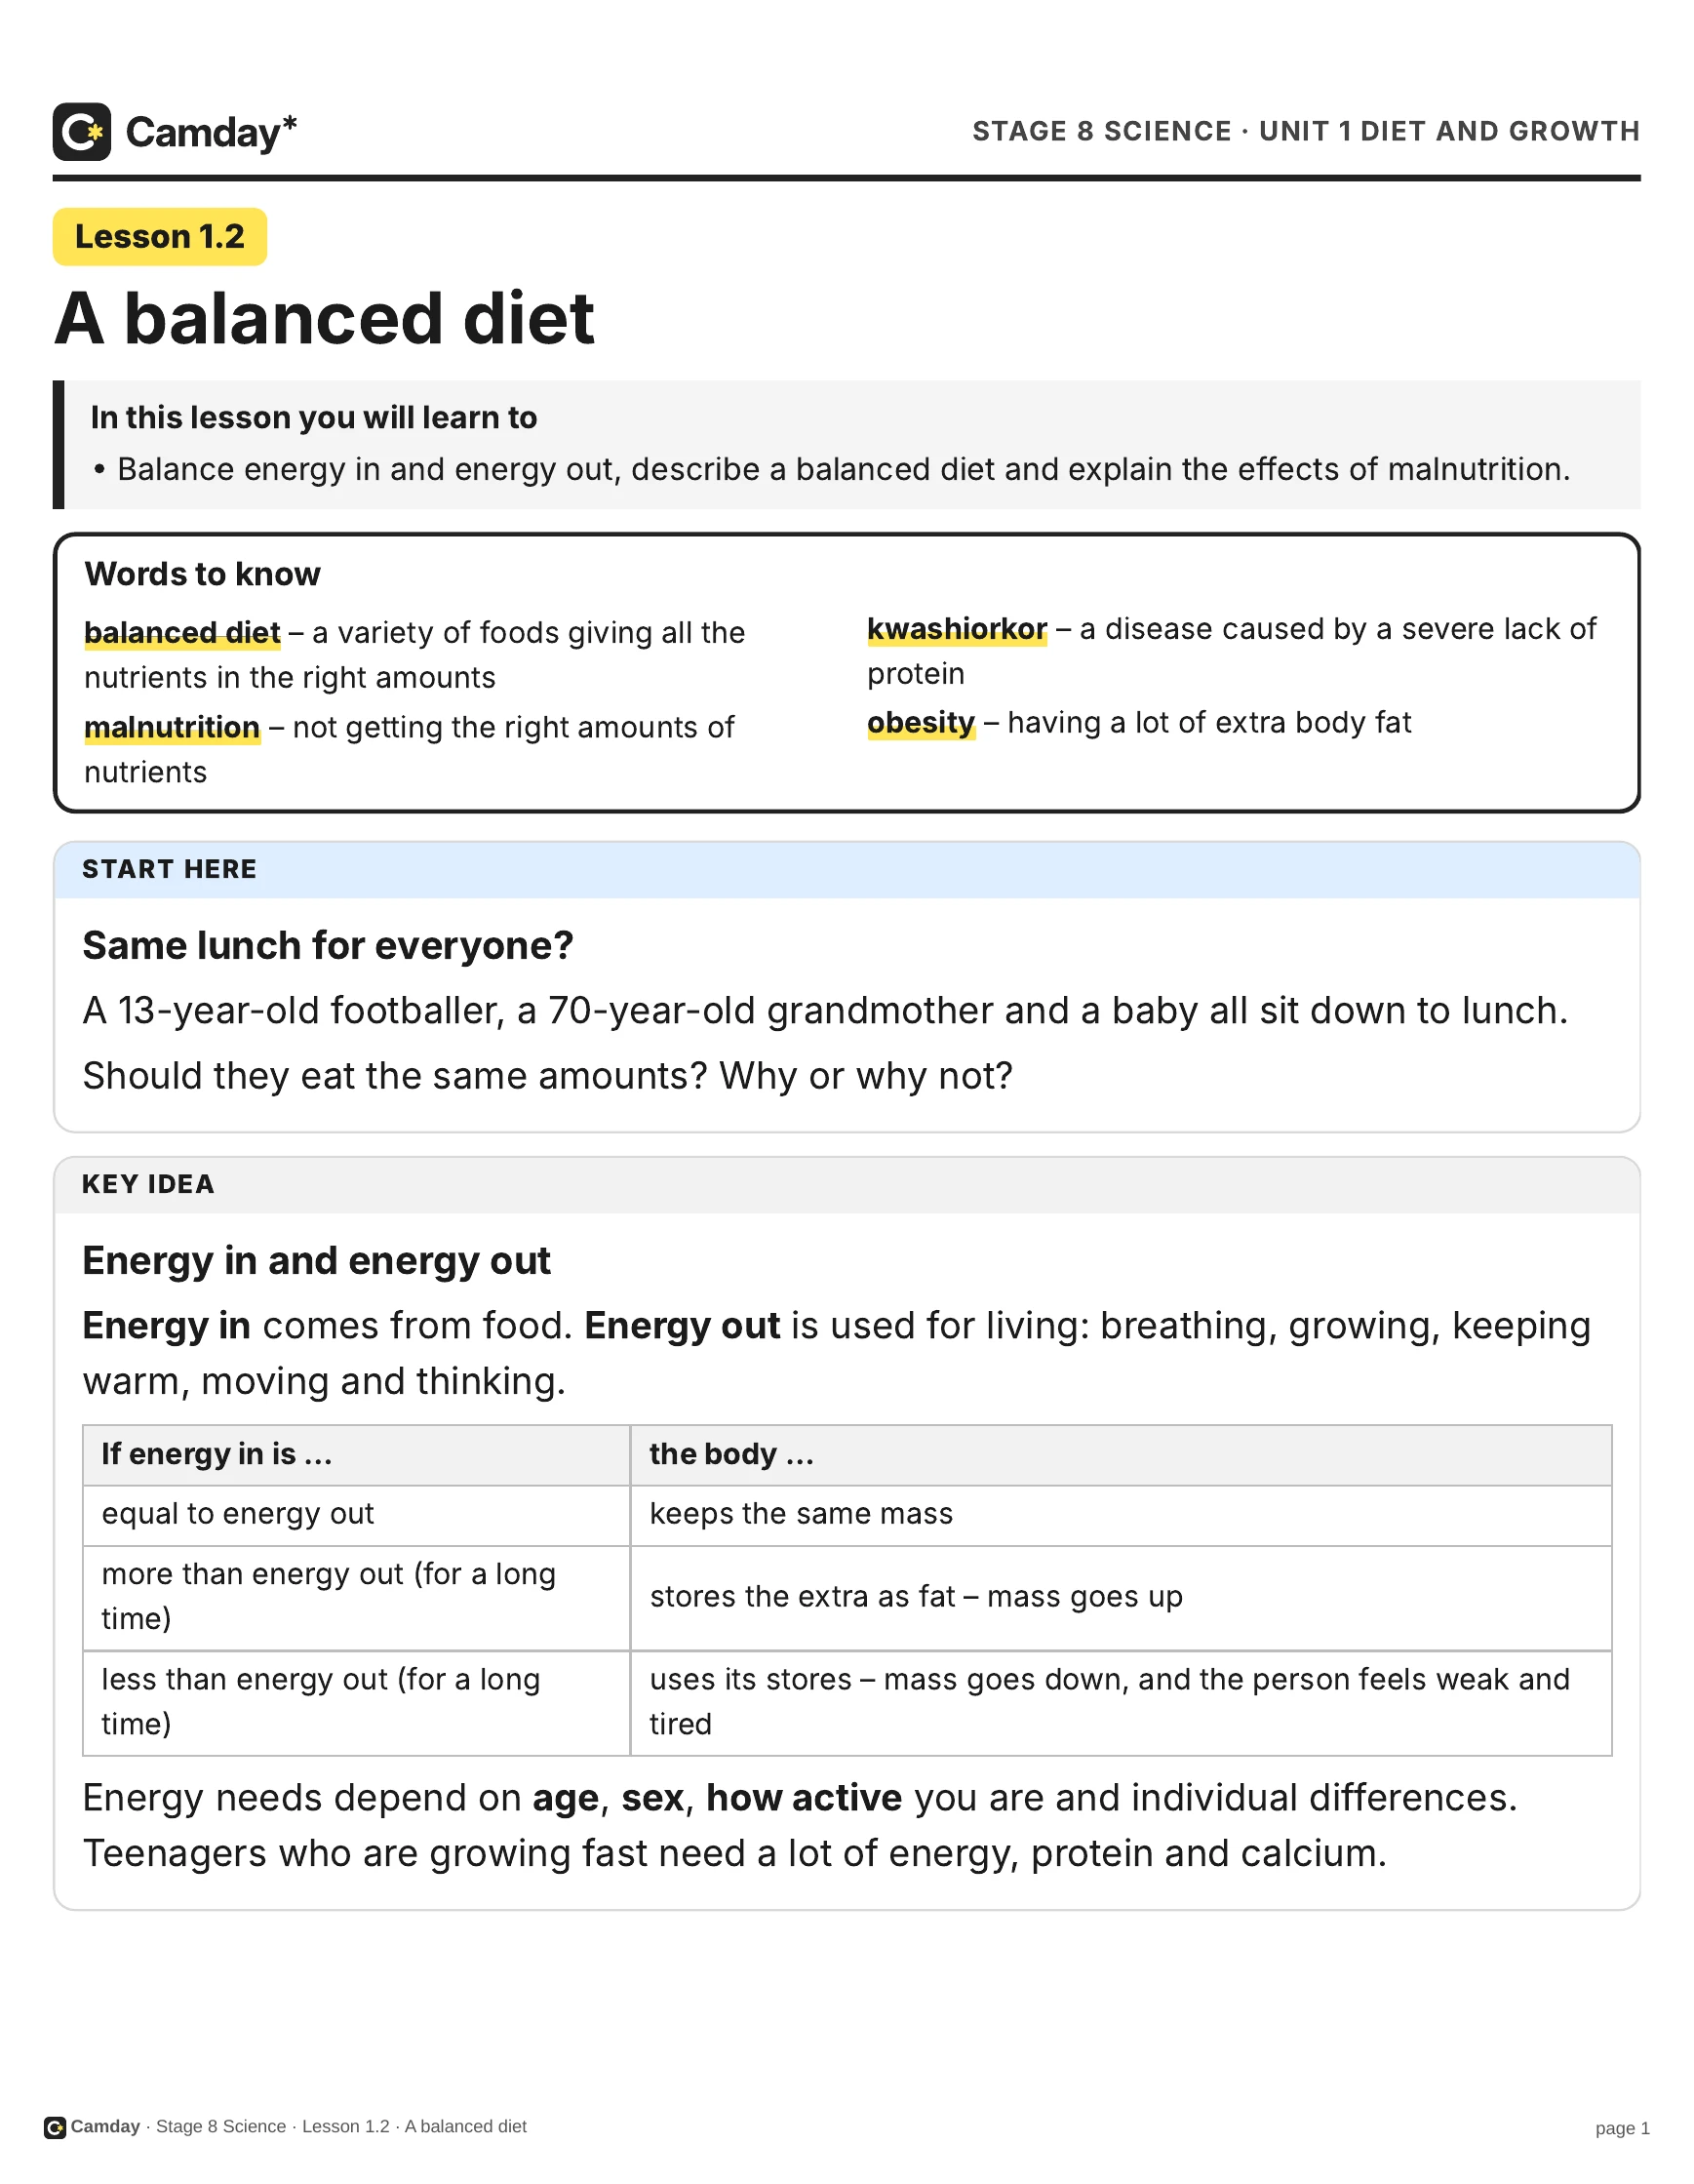 Camday*
STAGE 8 SCIENCE · UNIT 1 DIET AND GROWTH
Lesson 1.2
A balanced diet
In this lesson you will learn to
• Balance energy in and energy out, describe a balanced diet and explain the effects of malnutrition.
Words to know
balanced diet – a variety of foods giving all the
nutrients in the right amounts
malnutrition – not getting the right amounts of
nutrients
kwashiorkor – a disease caused by a severe lack of
protein
obesity – having a lot of extra body fat
START HERE
Same lunch for everyone?
A 13-year-old footballer, a 70-year-old grandmother and a baby all sit down to lunch.
Should they eat the same amounts? Why or why not?
KEY IDEA
Energy in and energy out
Energy in comes from food. Energy out is used for living: breathing, growing, keeping
warm, moving and thinking.
If energy in is ...
the body ...
equal to energy out
keeps the same mass
more than energy out (for a long
time)
stores the extra as fat – mass goes up
less than energy out (for a long
time)
uses its stores – mass goes down, and the person feels weak and
tired
Energy needs depend on age, sex, how active you are and individual differences.
Teenagers who are growing fast need a lot of energy, protein and calcium.
Camday · Stage 8 Science · Lesson 1.2 · A balanced diet
page 1